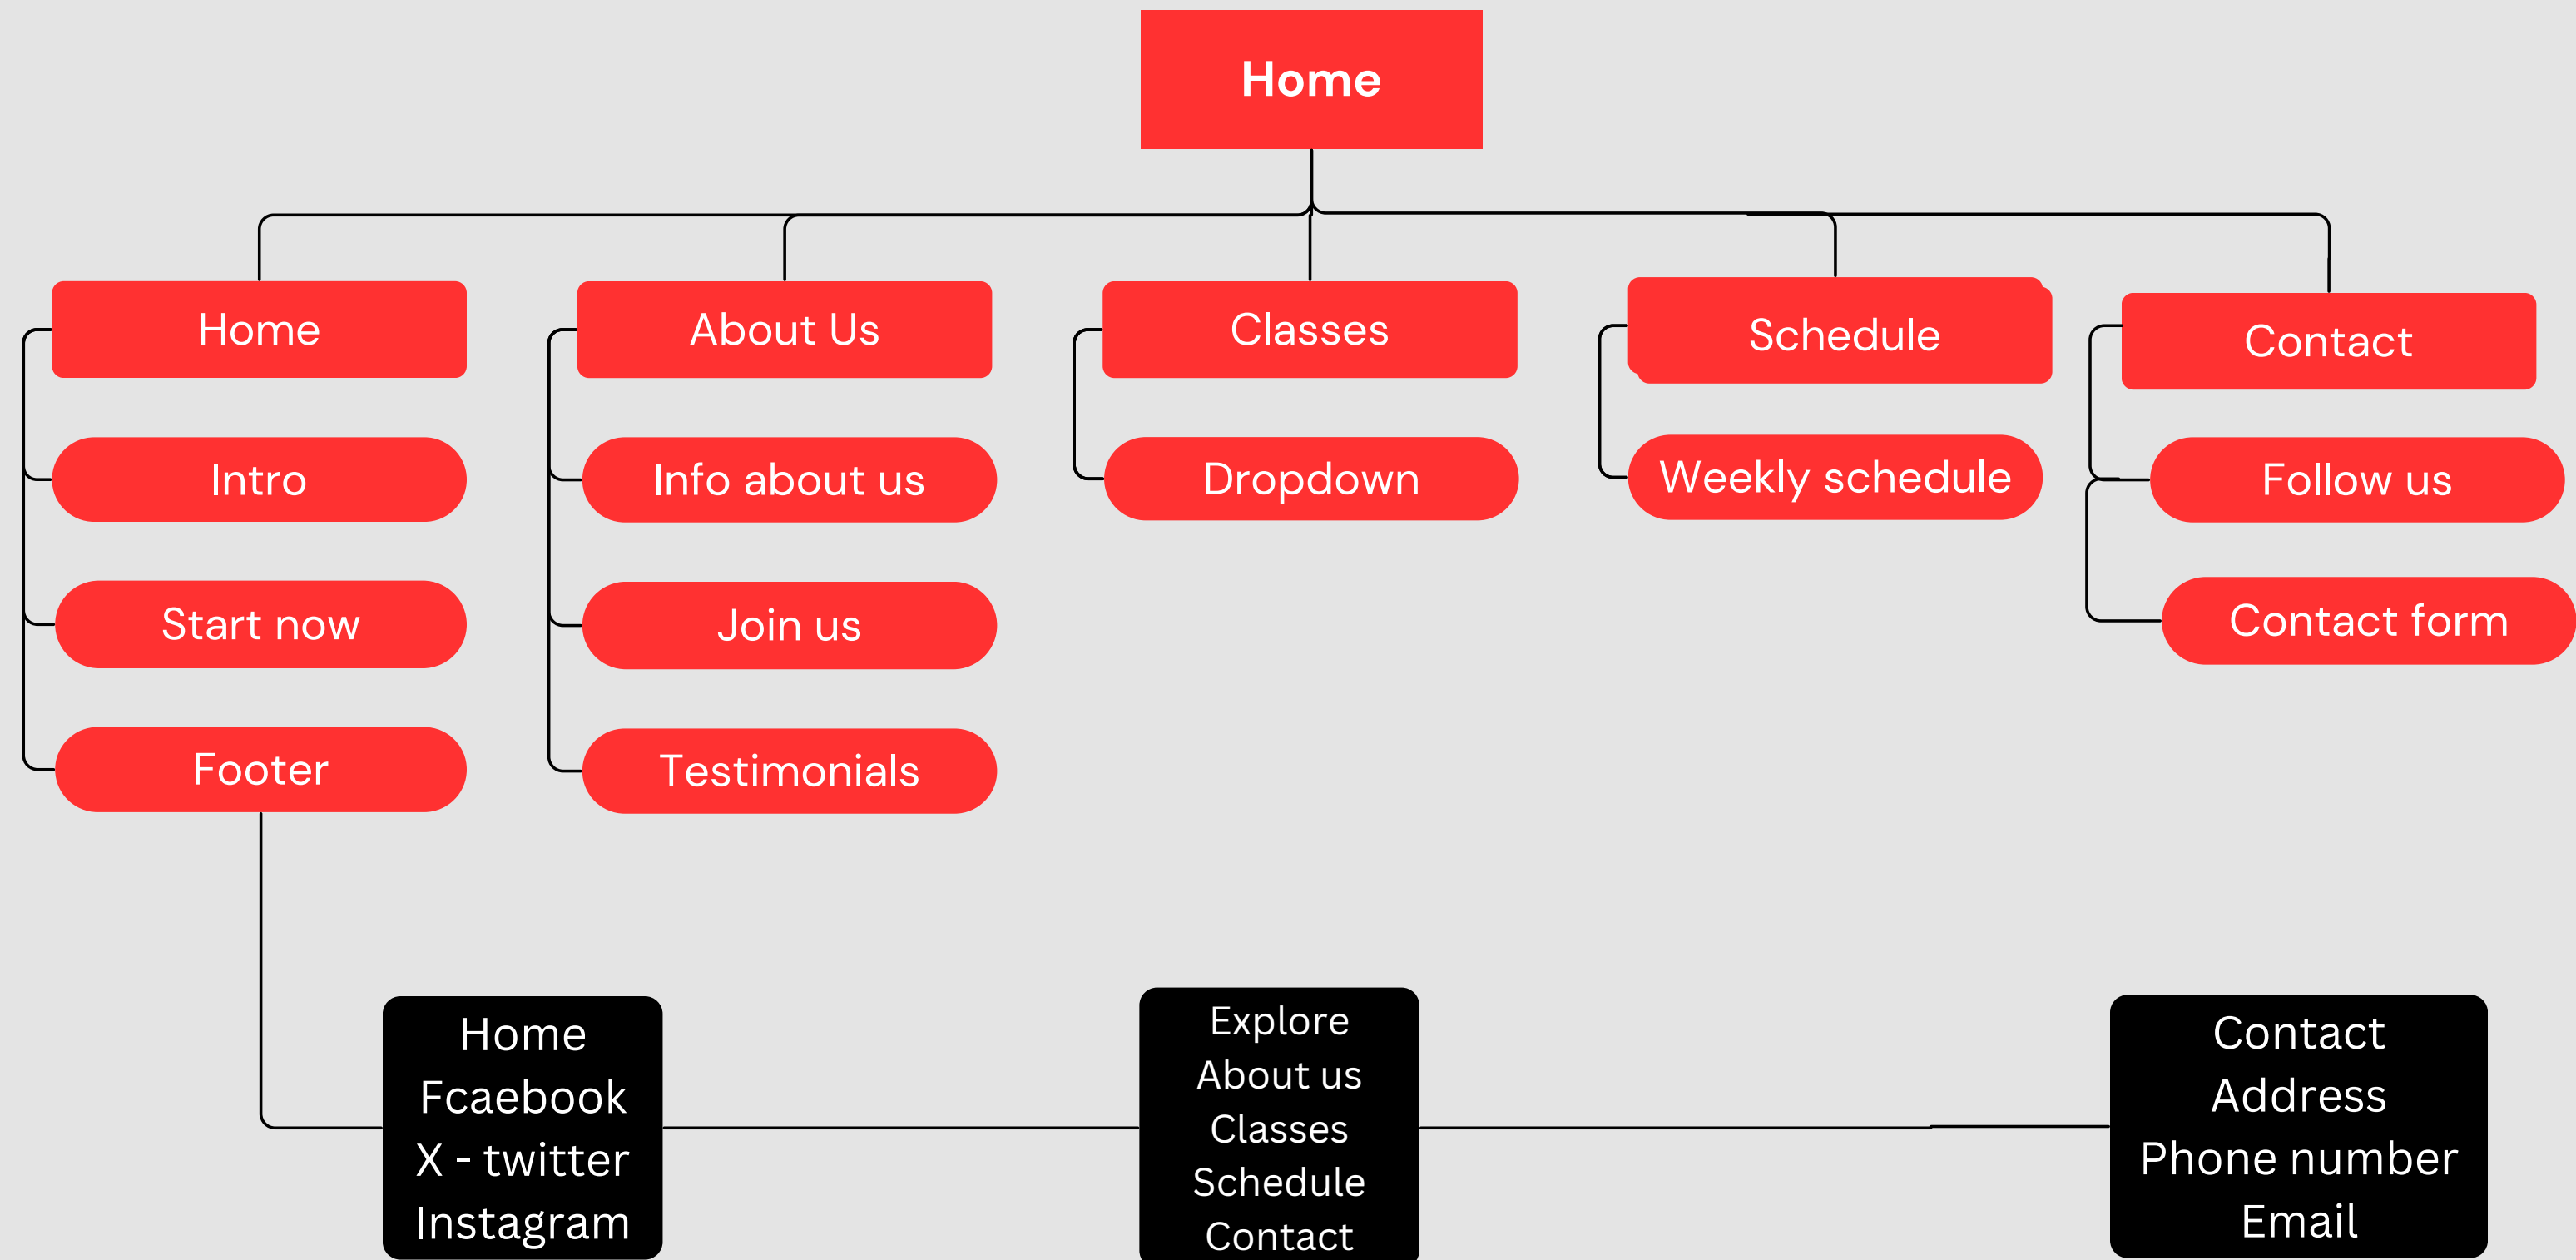 Home
Home
About Us
Classes
Schedule
Contact
Intro
Info about us
Dropdown
Weekly schedule
Follow us
Start now
Join us
Contact form
Footer
Testimonials
Home
Fcaebook
X - twitter
Instagram
Explore
About us
Classes
Schedule
Contact
Contact
Address
Phone number
Email